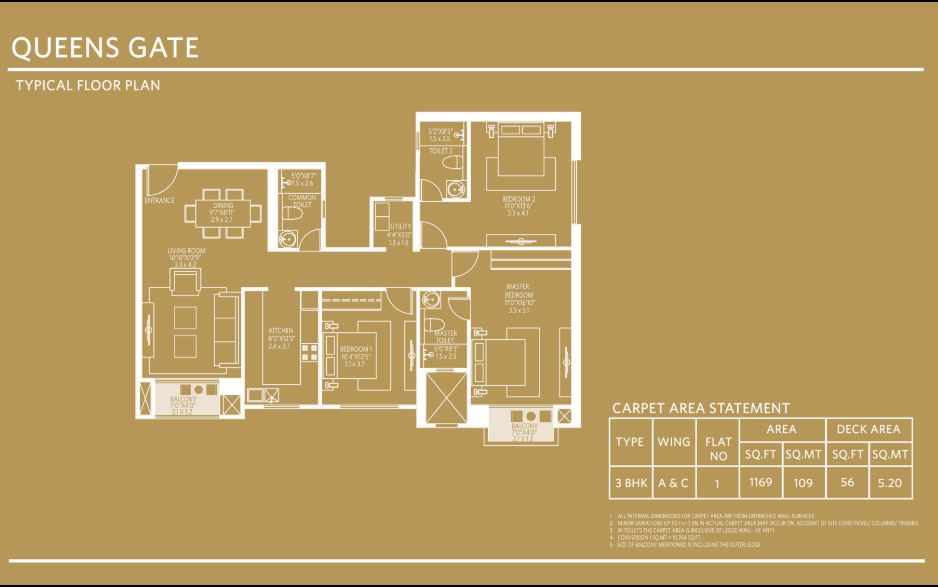 QUEENS GATE
TYPICAL FLOOR PLAN
5'2"X8'5"
1.5 x 2.5
TOILET 2
BEDROOM 2
11'0"X13'6"
3.3 x 4.1
ENTRANCE
5'0"X8'7"
1.5 x 2.6
COMMON
TOILET
DINING
9'7"X8'11"
2.9 x 2.7
UTILITY
4'4"X5'0"
1.3 x 1.5
LIVING ROOM
10'10"X13'9"
3.3 x 4.2
MASTER
BEDROOM
11'0"X16'10"
3.3 x 5.1
KITCHEN
8'0"X12'5"
2.4 x 3.7
BEDROOM 1
10'4"X12'5"
3.1 x 3.7
MASTER
TOILET
5'0"X8'3"
1.5 x 2.5
BALCONY
7'0"X4'0"
2.1 X 1.2
BALCONY
7'0"X4'0"
2.1 X 1.2
CARPET AREA STATEMENT
TYPE WING FLAT NO AREA DECK AREA
SQ.FT SQ.MT SQ.FT SQ.MT
3 BHK A & C 1 1169 109 56 5.20
1. ALL INTERNAL DIMENSIONS FOR CARPET AREA ARE FROM UNFINISHED WALL SURFACES.
2. MINOR VARIATIONS UP TO (+/-) 3% IN ACTUAL CARPET AREA MAY OCCUR ON ACCOUNT OF SITE CONDITIONS/ COLUMNS/ FINISHES.
3. IN TOILETS THE CARPET AREA IS INCLUSIVE OF LEDGE WALL (IF ANY)
4. CONVERSION 1 SQ.MT = 10.764 SQ.FT.
5. SIZE OF BALCONY MENTIONED IS INCLUDING THE OUTER LEDGE